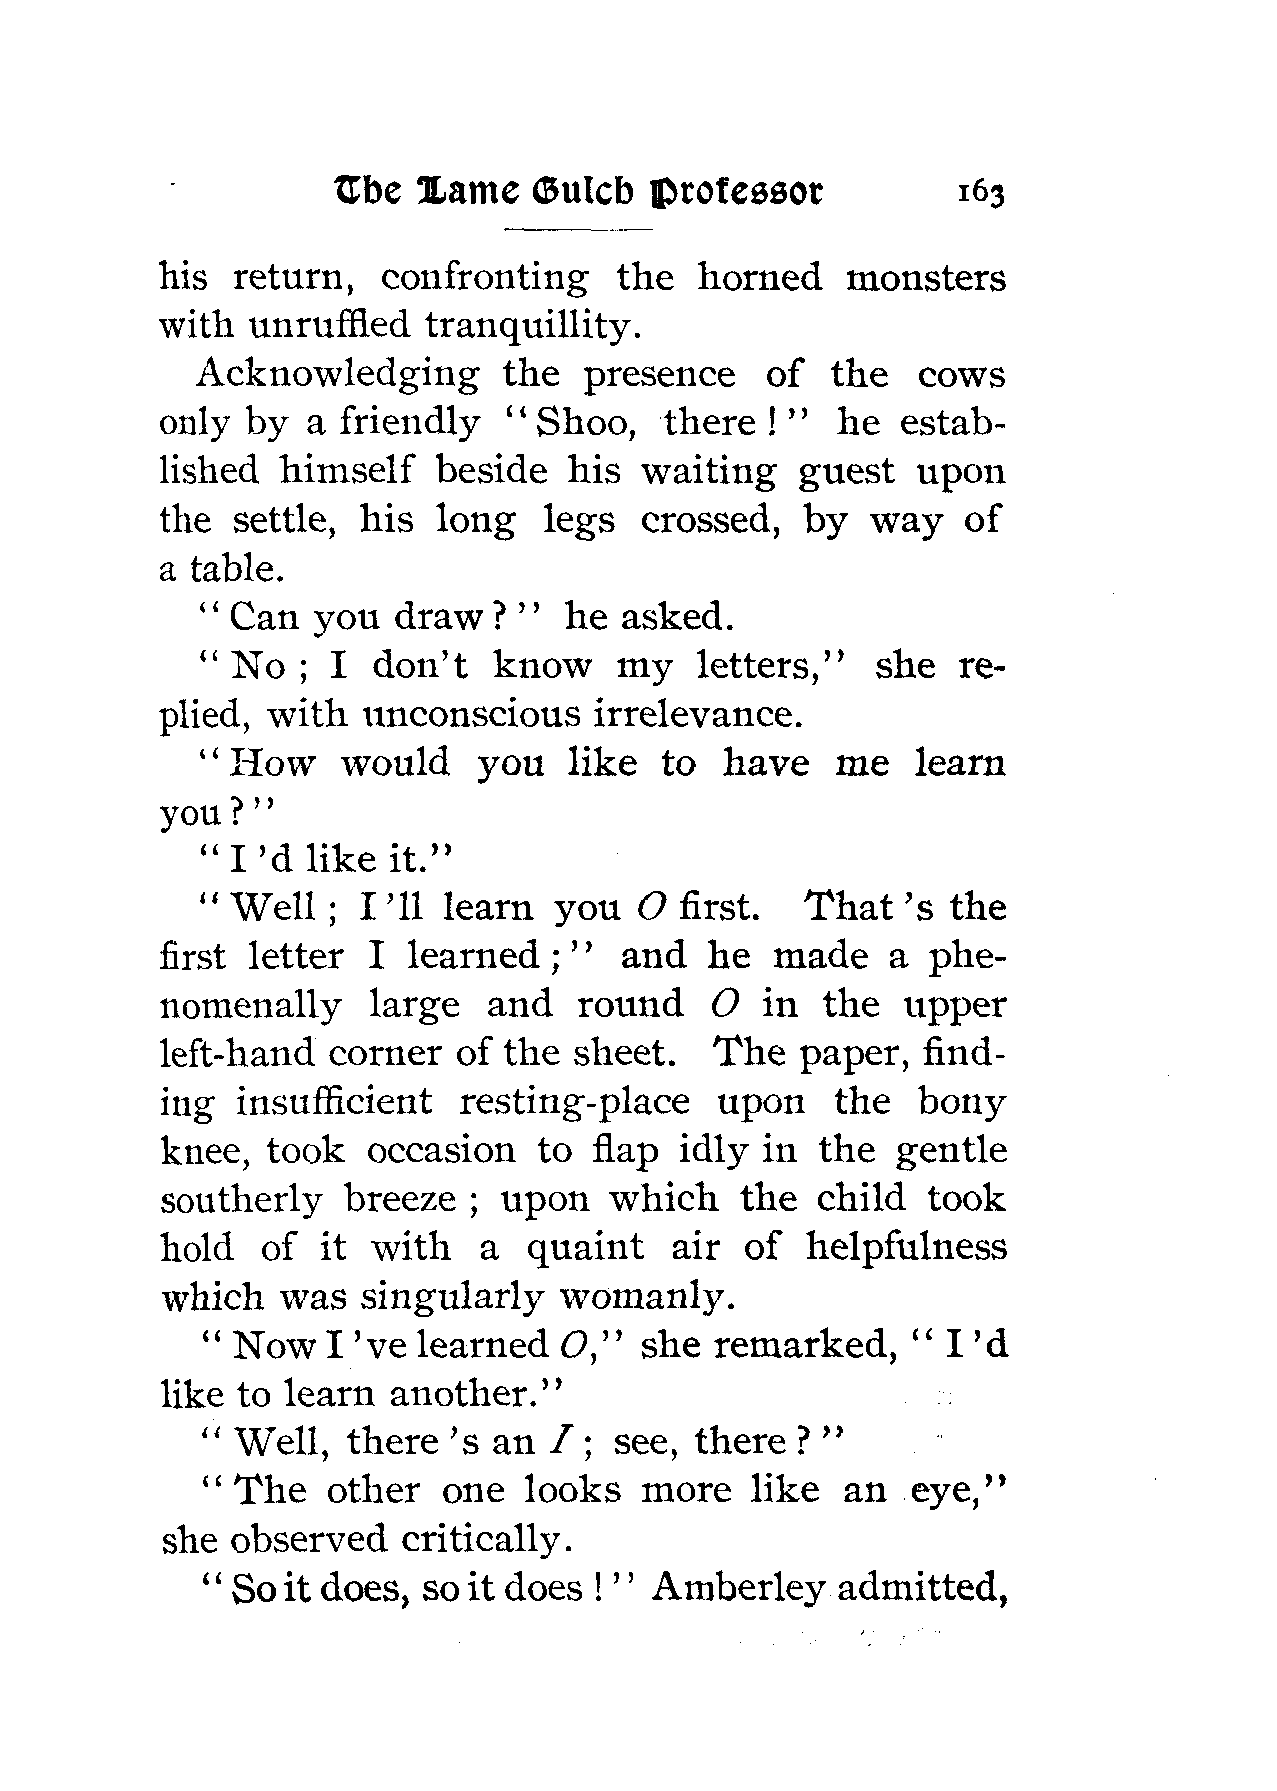 The Lame Gulch Professor 163
his return, confronting the horned monsters
with unruffled tranquillity.
Acknowledging the presence of the cows
only by a friendly “Shoo, there!” he estab-
lished himself beside his waiting guest upon
the settle, his long legs crossed, by way of
a table.
“Can you draw?” he asked.
“No; I don’t know my letters,” she re-
plied, with unconscious irrelevance.
“How would you like to have me learn
you?”
“I ’d like it.”
“Well; I ’ll learn you O first. That ’s the
first letter I learned;” and he made a phe-
nomenally large and round O in the upper
left-hand corner of the sheet. The paper, find-
ing insufficient resting-place upon the bony
knee, took occasion to flap idly in the gentle
southerly breeze; upon which the child took
hold of it with a quaint air of helpfulness
which was singularly womanly.
“Now I ’ve learned O,” she remarked, “I ’d
like to learn another.”
“Well, there ’s an I; see, there?”
“The other one looks more like an eye,”
she observed critically.
“So it does, so it does!” Amberley admitted,